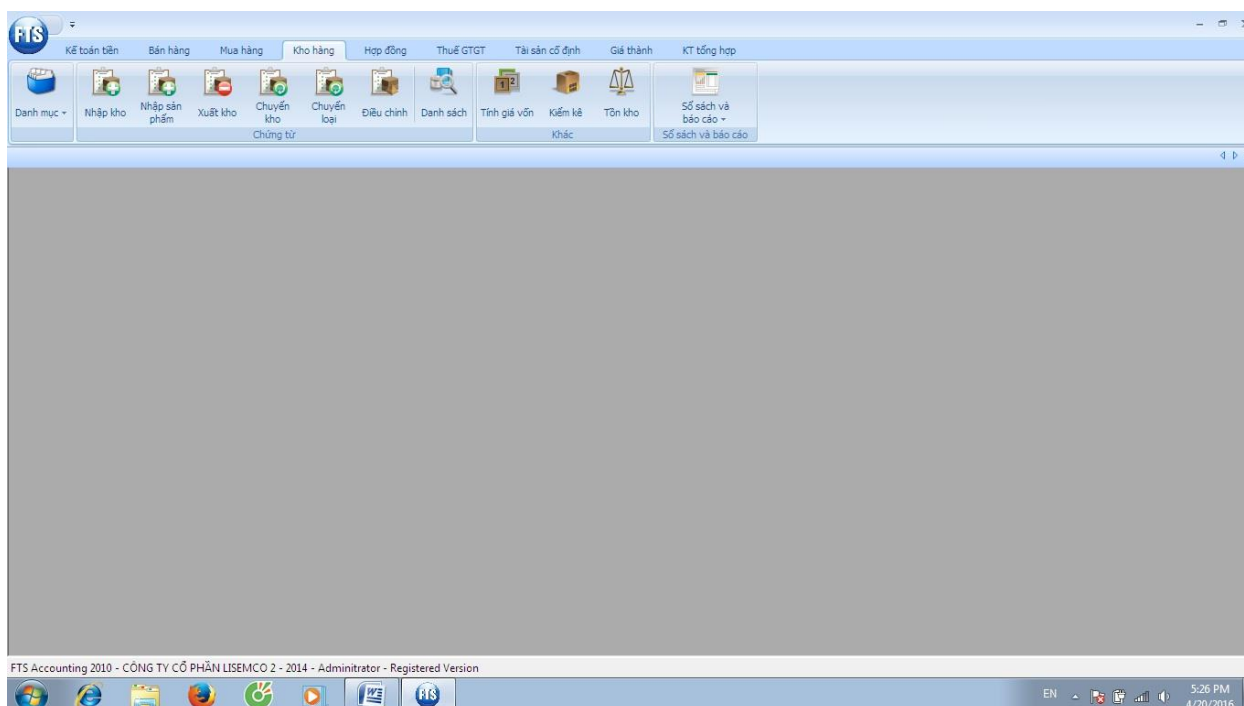 FTS
Kế toán tiền Bán hàng Mua hàng Kho hàng Hợp đồng Thuế GTGT Tài sản cố định Giá thành KT tổng hợp
Danh mục Nhập kho Nhập sản phẩm Xuất kho Chuyển kho Chuyển loại Điều chỉnh Danh sách Tính giá vốn Kiểm kê Tồn kho Sổ sách và báo cáo
Chứng từ Khác Sổ sách và báo cáo
FTS Accounting 2010 - CÔNG TY CỔ PHẦN LISEMCO 2 - 2014 - Adminitrator - Registered Version
EN 5:26 PM
4/20/2016